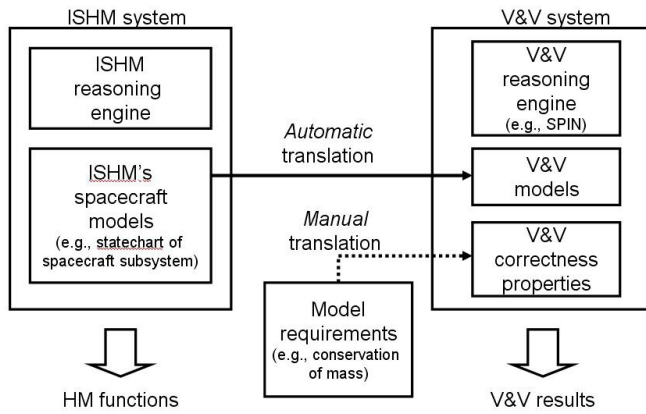 ISHM system
ISHM
reasoning
engine
ISHM's
spacecraft
models
(e.g., statechart of
spacecraft subsystem)
HM functions
Automatic
translation
Manual
translation
Model
requirements
(e.g., conservation
of mass)
V&V system
V&V
reasoning
engine
(e.g., SPIN)
V&V
models
V&V
correctness
properties
V&V results